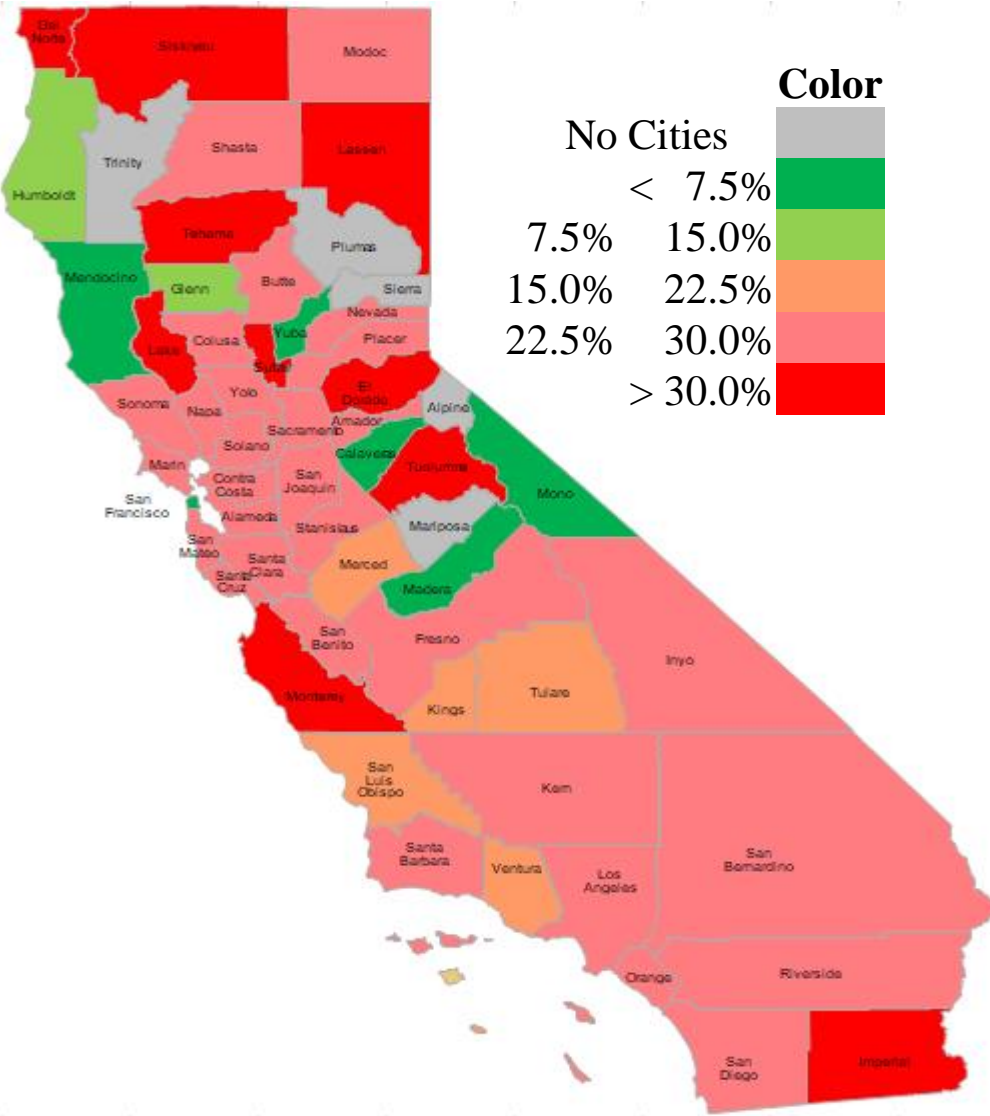 Color
No Cities
< 7.5%
7.5% 15.0%
15.0% 22.5%
22.5% 30.0%
> 30.0%
Del
Norte
Siskiyou
Modoc
Trinity
Shasta
Lassen
Humboldt
Tehama
Plumas
Mendocino
Glenn
Butte
Sierra
Nevada
Lake
Colusa
Yuba
Placer
Sutter
El
Dorado
Yolo
Sonoma
Napa
Alpine
Amador
Sacramento
Solano
Calaveras
Marin
Tuolumne
Contra
Costa
San
Joaquin
Mono
San
Francisco
Alameda
Stanislaus
Mariposa
San
Mateo
Santa
Clara
Merced
Santa
Cruz
Madera
San
Benito
Fresno
Inyo
Monterey
Kings
Tulare
San
Luis
Obispo
Kern
Santa
Barbara
Ventura
Los
Angeles
San
Bernardino
Orange
Riverside
San
Diego
Imperial